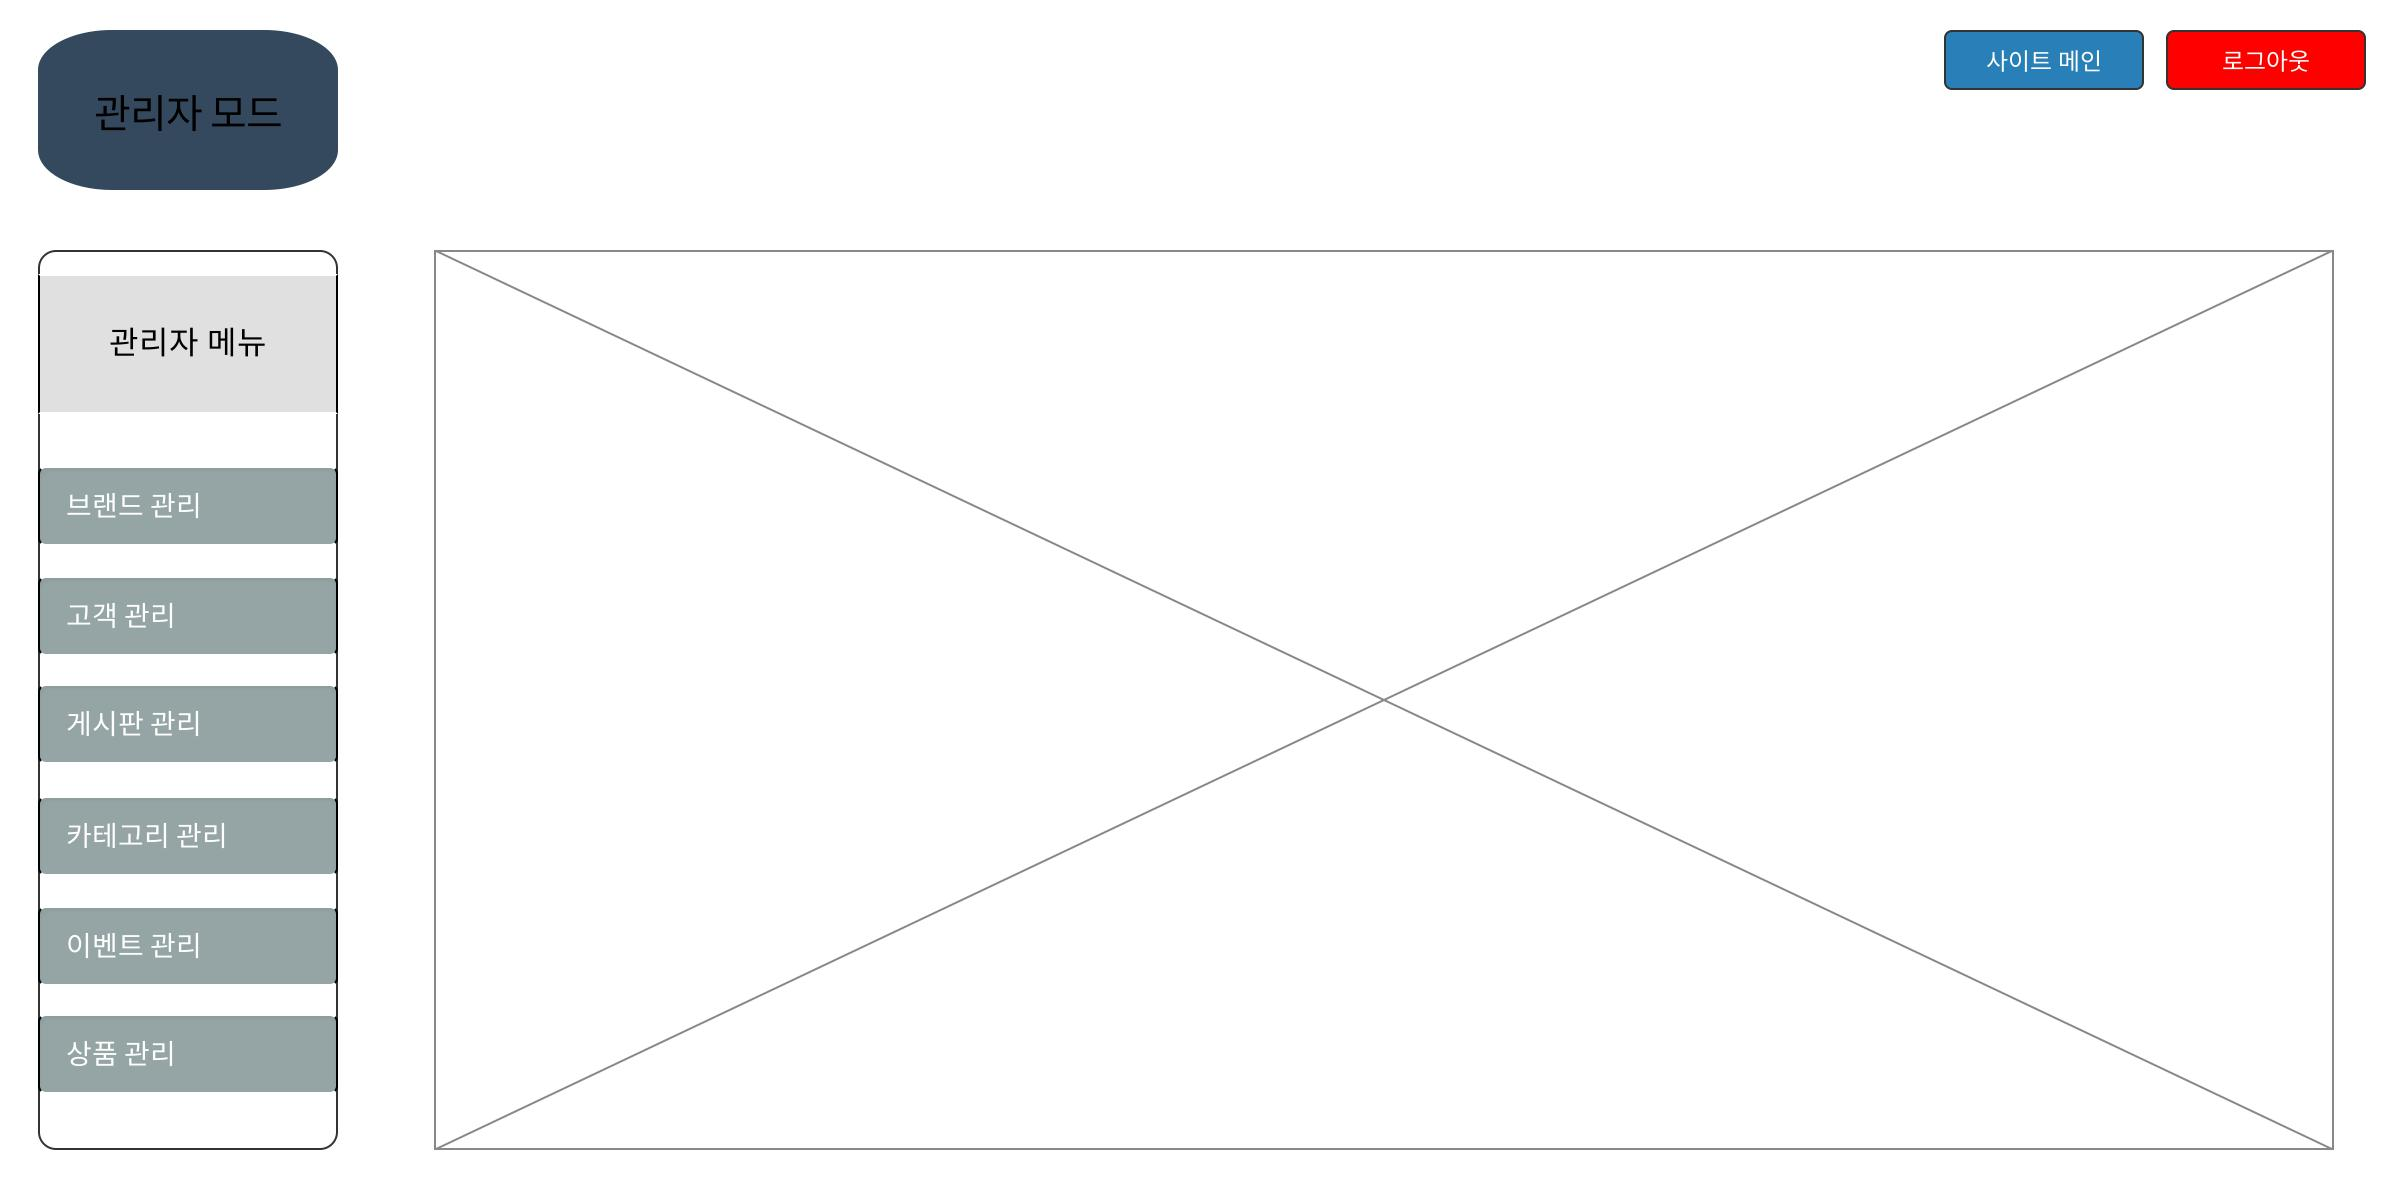 관리자 모드
사이트 메인
로그아웃
관리자 메뉴
브랜드 관리
고객 관리
게시판 관리
카테고리 관리
이벤트 관리
상품 관리